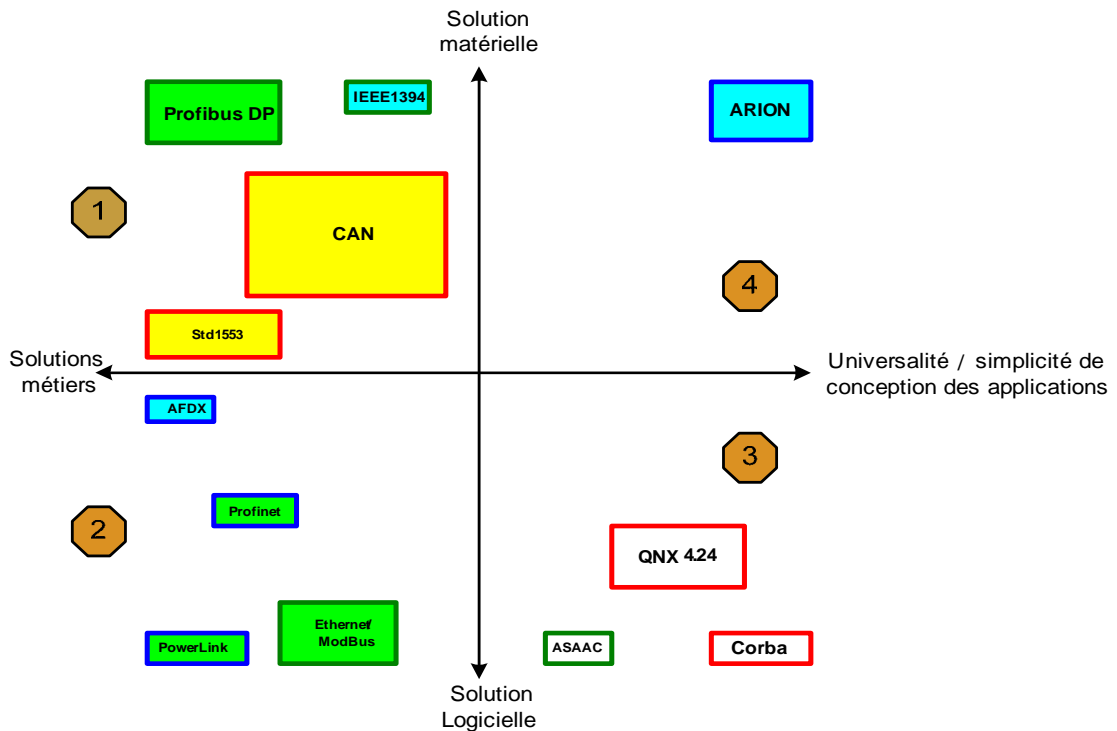 Solution
matérielle
Profibus DP
IEEE1394
ARION
1
CAN
4
Std1553
Solutions
métiers
Universalité / simplicité de
conception des applications
AFDX
3
Profinet
2
QNX 4.24
Ethernet/
ModBus
PowerLink
ASAAC
Corba
Solution
Logicielle